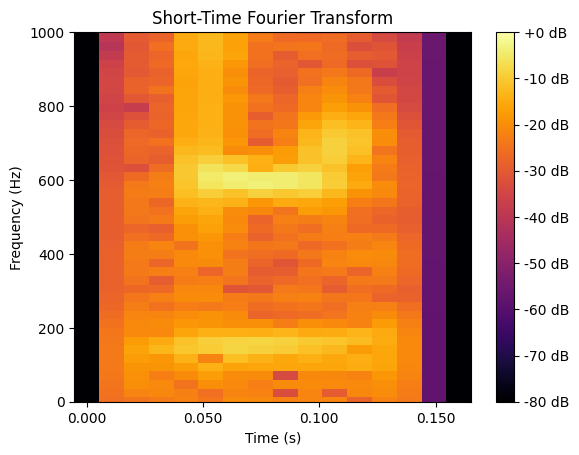 Short-Time Fourier Transform
Frequency (Hz)
1000
800
600
400
200
0
0.000
0.050
0.100
0.150
Time (s)
+0 dB
-10 dB
-20 dB
-30 dB
-40 dB
-50 dB
-60 dB
-70 dB
-80 dB